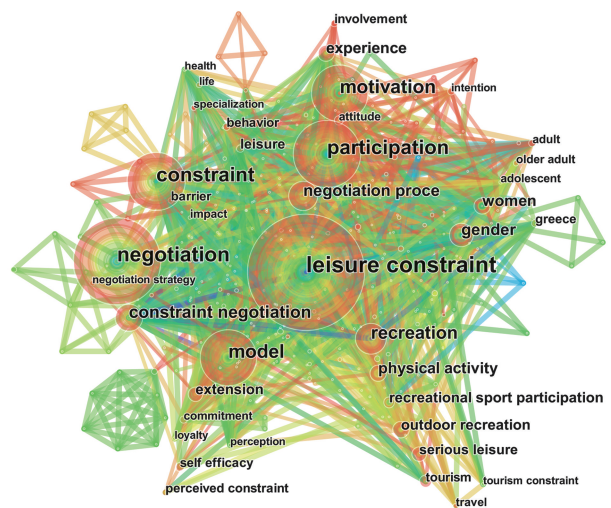 involvement
experience
health
life
motivation
intention
specialization
behavior
attitude
leisure
participation
adult
older adult
constraint
adolescent
barrier
negotiation proce
women
impact
greece
gender
negotiation
leisure constraint
negotiation strategy
constraint negotiation
recreation
model
physical activity
extension
recreational sport participation
commitment
outdoor recreation
loyalty
perception
serious leisure
self efficacy
tourism
tourism constraint
perceived constraint
travel